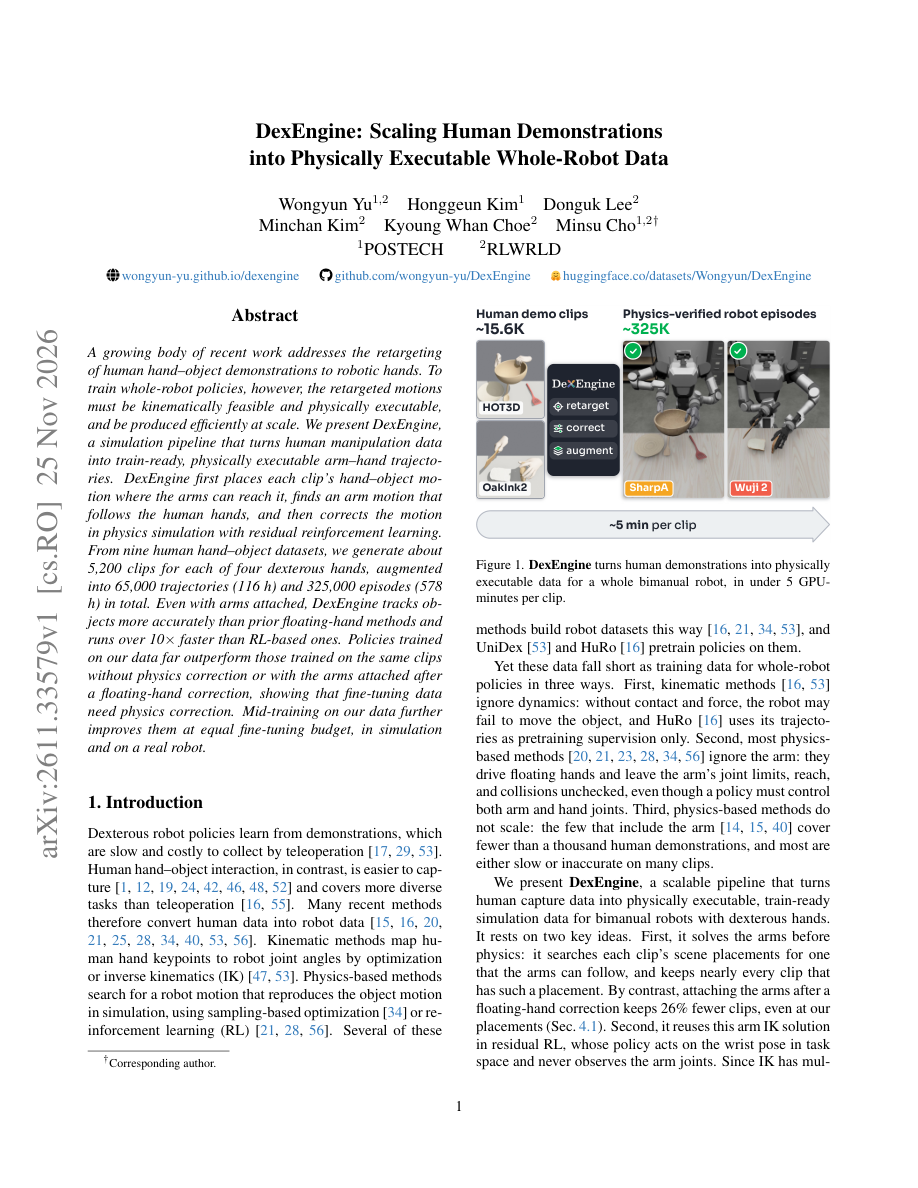 DexEngine: Scaling Human Demonstrations
into Physically Executable Whole-Robot Data
Wongyun Yu1,2 Honggeun Kim1 Donguk Lee2
Minchan Kim2 Kyoung Whan Choe2 Minsu Cho1,2†
1POSTECH 2RLWRLD
wongyun-yu.github.io/dexengine github.com/wongyun-yu/DexEngine huggingface.co/datasets/Wongyun/DexEngine
arXiv:2611.33579v1 [cs.RO] 25 Nov 2026
Abstract
A growing body of recent work addresses the retargeting
of human hand–object demonstrations to robotic hands. To
train whole-robot policies, however, the retargeted motions
must be kinematically feasible and physically executable,
and be produced efficiently at scale. We present DexEngine,
a simulation pipeline that turns human manipulation data
into train-ready, physically executable arm–hand trajecto-
ries. DexEngine first places each clip's hand–object mo-
tion where the arms can reach it, finds an arm motion that
follows the human hands, and then corrects the motion
in physics simulation with residual reinforcement learning.
From nine human hand–object datasets, we generate about
5,200 clips for each of four dexterous hands, augmented
into 65,000 trajectories (116 h) and 325,000 episodes (578
h) in total. Even with arms attached, DexEngine tracks ob-
jects more accurately than prior floating-hand methods and
runs over 10× faster than RL-based ones. Policies trained
on our data far outperform those trained on the same clips
without physics correction or with the arms attached after
a floating-hand correction, showing that fine-tuning data
need physics correction. Mid-training on our data further
improves them at equal fine-tuning budget, in simulation
and on a real robot.
1. Introduction
Dexterous robot policies learn from demonstrations, which
are slow and costly to collect by teleoperation [17, 29, 53].
Human hand–object interaction, in contrast, is easier to cap-
ture [1, 12, 19, 24, 42, 46, 48, 52] and covers more diverse
tasks than teleoperation [16, 55]. Many recent methods
therefore convert human data into robot data [15, 16, 20,
21, 25, 28, 34, 40, 53, 56]. Kinematic methods map hu-
man hand keypoints to robot joint angles by optimization
or inverse kinematics (IK) [47, 53]. Physics-based methods
search for a robot motion that reproduces the object motion
in simulation, using sampling-based optimization [34] or re-
inforcement learning (RL) [21, 28, 56]. Several of these
†Corresponding author.
Human demo clips
~15.6K
Physics-verified robot episodes
~325K
HOT3D
OakInk2
DexEngine
retarget
correct
augment
SharpA
Wuji 2
~5 min per clip
Figure 1. DexEngine turns human demonstrations into physically
executable data for a whole bimanual robot, in under 5 GPU-
minutes per clip.
methods build robot datasets this way [16, 21, 34, 53], and
UniDex [53] and HuRo [16] pretrain policies on them.
Yet these data fall short as training data for whole-robot
policies in three ways. First, kinematic methods [16, 53]
ignore dynamics: without contact and force, the robot may
fail to move the object, and HuRo [16] uses its trajecto-
ries as pretraining supervision only. Second, most physics-
based methods [20, 21, 23, 28, 34, 56] ignore the arm: they
drive floating hands and leave the arm's joint limits, reach,
and collisions unchecked, even though a policy must control
both arm and hand joints. Third, physics-based methods do
not scale: the few that include the arm [14, 15, 40] cover
fewer than a thousand human demonstrations, and most are
either slow or inaccurate on many clips.
We present DexEngine, a scalable pipeline that turns
human capture data into physically executable, train-ready
simulation data for bimanual robots with dexterous hands.
It rests on two key ideas. First, it solves the arms before
physics: it searches each clip's scene placements for one
that the arms can follow, and keeps nearly every clip that
has such a placement. By contrast, attaching the arms after a
floating-hand correction keeps 26% fewer clips, even at our
placements (Sec. 4.1). Second, it reuses this arm IK solution
in residual RL, whose policy acts on the wrist pose in task
space and never observes the arm joints. Since IK has mul-
1